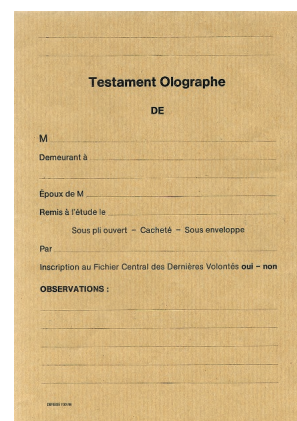 Testament Olographe
DE
M
Demeurant à
Époux de M
Remis à l'étude le
Sous pli ouvert - Cacheté - Sous enveloppe
Par
Inscription au Fichier Central des Dernières Volontés oui - non
OBSERVATIONS :